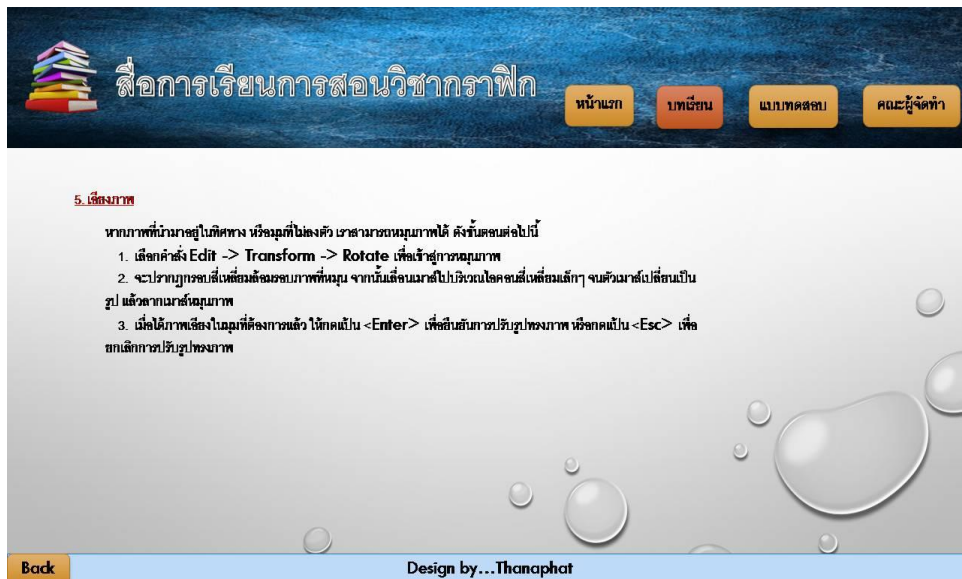 สื่อการเรียนการสอนวิชากราฟิก
หน้าแรก
บทเรียน
แบบทดสอบ
คณะผู้จัดทำ
5. เอียงภาพ
หากภาพที่นำมาอยู่ในทิศทาง หรือมุมที่ไม่ลงตัว เราสามารถหมุนภาพได้ ดังขั้นตอนต่อไปนี้
1. เลือกคำสั่ง Edit -> Transform -> Rotate เพื่อเข้าสู่การหมุนภาพ
2. จะปรากฏกรอบสี่เหลี่ยมล้อมรอบภาพที่หมุน จากนั้นเลื่อนเมาส์ไปบริเวณไอคอนสี่เหลี่ยมเล็กๆ จนตัวเมาส์เปลี่ยนเป็น
รูป แล้วลากเมาส์หมุนภาพ
3. เมื่อได้ภาพเอียงในมุมที่ต้องการแล้ว ให้กดแป้น <Enter> เพื่อยืนยันการปรับรูปทรงภาพ หรือกดแป้น <Esc> เพื่อ
ยกเลิกการปรับรูปทรงภาพ
Back
Design by...Thanaphat